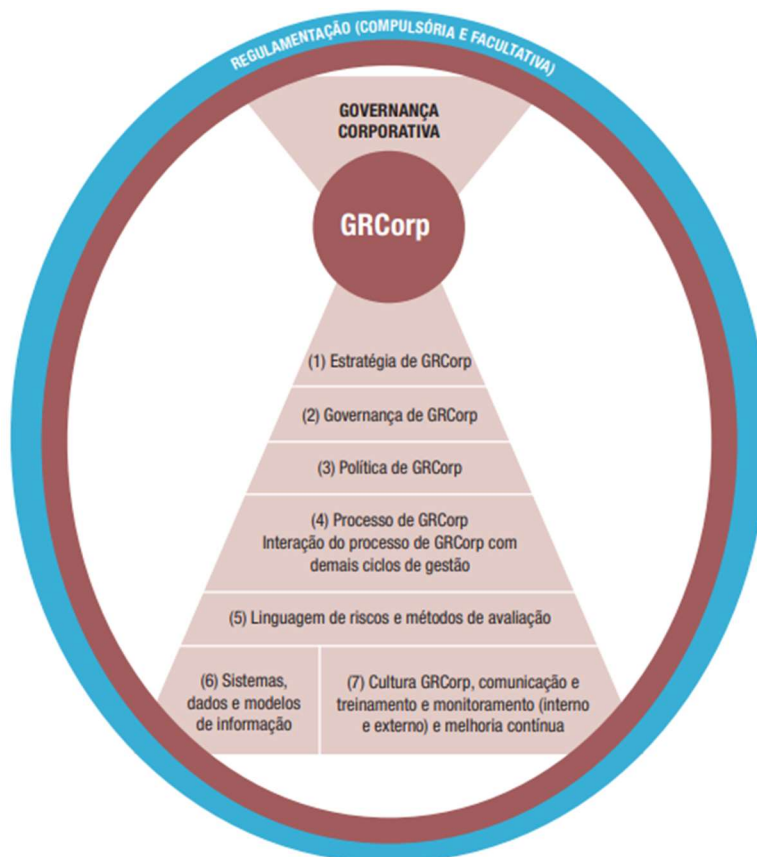 REGULAMENTAÇÃO (COMPULSÓRIA E FACULTATIVA)
GOVERNANÇA
CORPORATIVA
GRCorp
(1) Estratégia de GRCorp
(2) Governança de GRCorp
(3) Política de GRCorp
(4) Processo de GRCorp
Interação do processo de GRCorp com
demais ciclos de gestão
(5) Linguagem de riscos e métodos de avaliação
(6) Sistemas,
dados e modelos
de informação
(7) Cultura GRCorp, comunicação e
treinamento e monitoramento (interno
e externo) e melhoria contínua